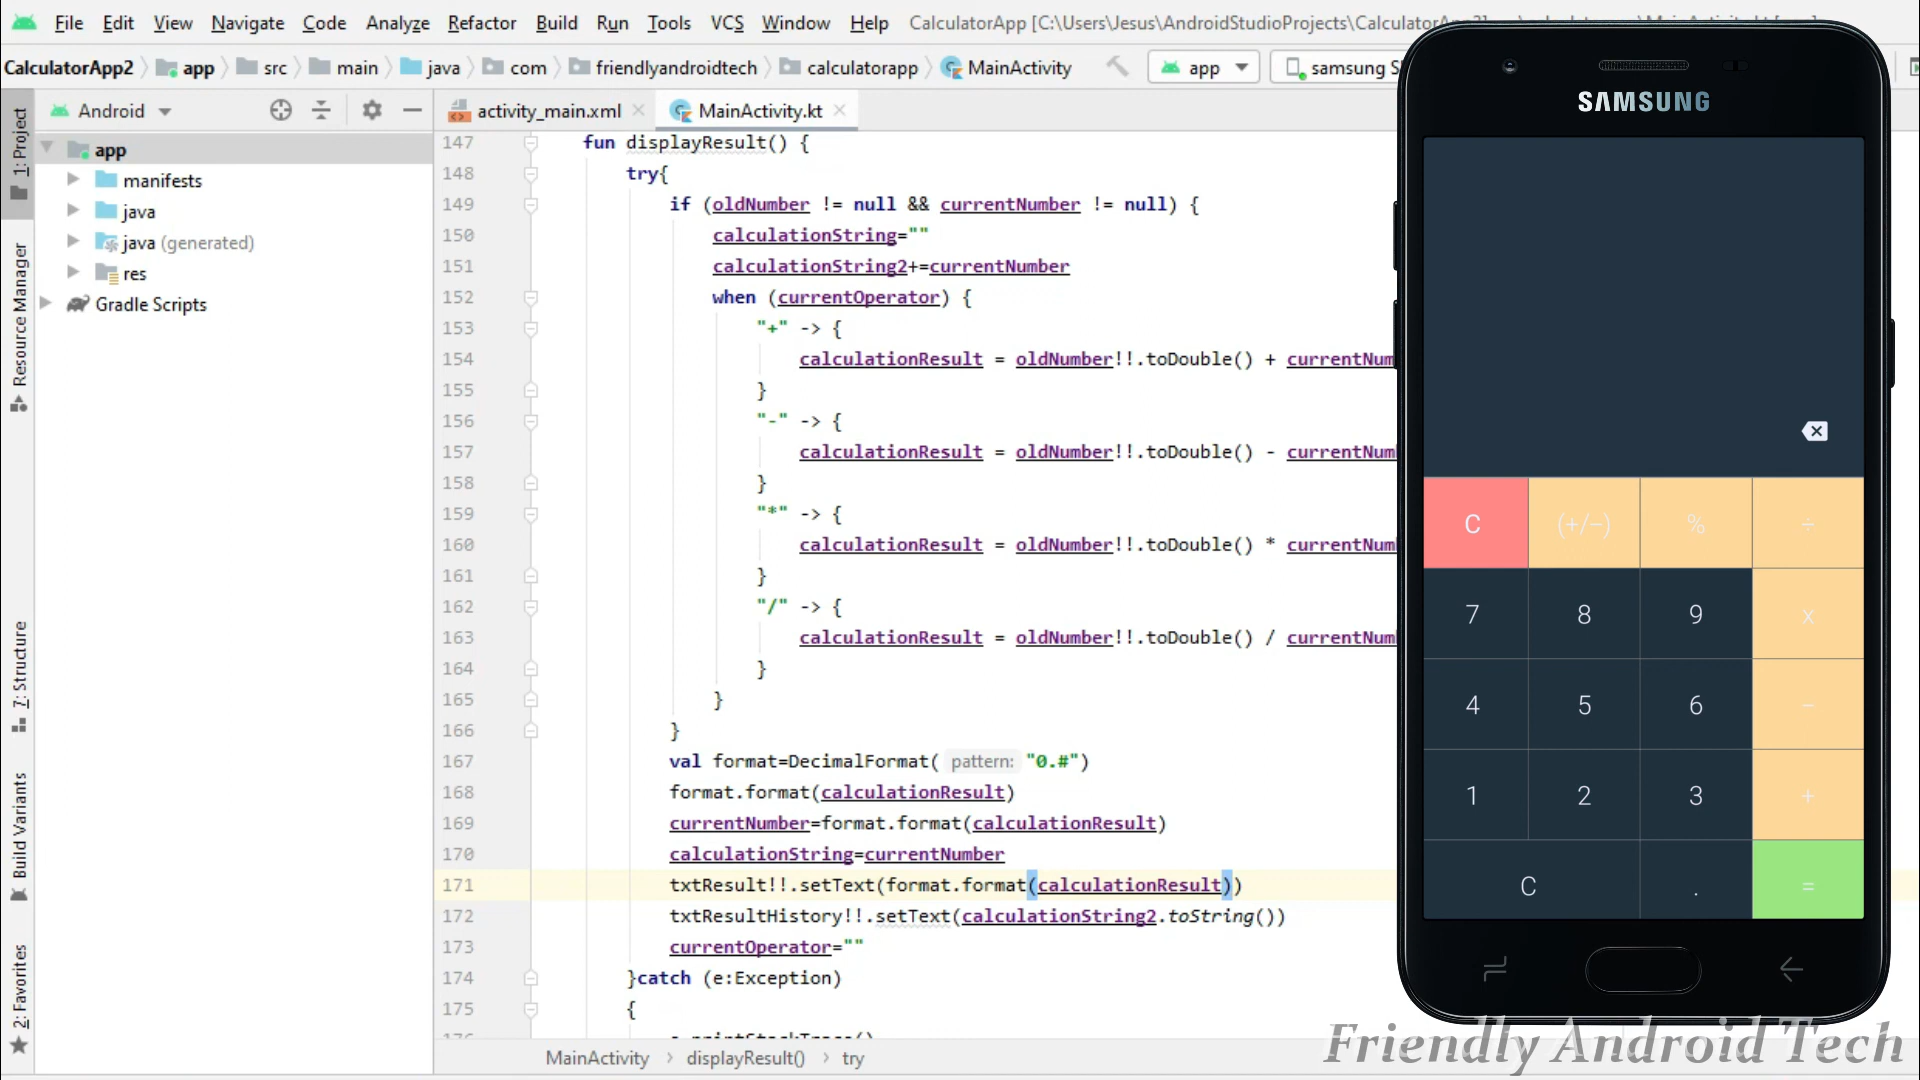 File Edit View Navigate Code Analyze Refactor Build Run Tools VCS Window Help CalculatorApp [C:\Users\Jesus\AndroidStudioProjects\CalculatorApp2]
CalculatorApp2 app src main java com friendlyandroidtech calculatorapp MainActivity app samsung S
Android
activity_main.xml
MainActivity.kt
1: Project
Resource Manager
7: Structure
Build Variants
2: Favorites
app
manifests
java
java (generated)
res
Gradle Scripts
147 fun displayResult() {
148 try{
149 if (oldNumber != null && currentNumber != null) {
150 calculationString=""
151 calculationString2+=currentNumber
152 when (currentOperator) {
153 "+" -> {
154 calculationResult = oldNumber!!.toDouble() + currentNum
155 }
156 "-" -> {
157 calculationResult = oldNumber!!.toDouble() - currentNum
158 }
159 "*" -> {
160 calculationResult = oldNumber!!.toDouble() * currentNum
161 }
162 "/" -> {
163 calculationResult = oldNumber!!.toDouble() / currentNum
164 }
165 }
166 }
167 val format=DecimalFormat( pattern: "0.#")
168 format.format(calculationResult)
169 currentNumber=format.format(calculationResult)
170 calculationString=currentNumber
171 txtResult!!.setText(format.format(calculationResult))
172 txtResultHistory!!.setText(calculationString2.toString())
173 currentOperator=""
174 }catch (e:Exception)
175 {
MainActivity › displayResult() › try
SAMSUNG
C (+/−) % ÷
7 8 9 x
4 5 6 −
1 2 3 +
C . =
Friendly Android Tech